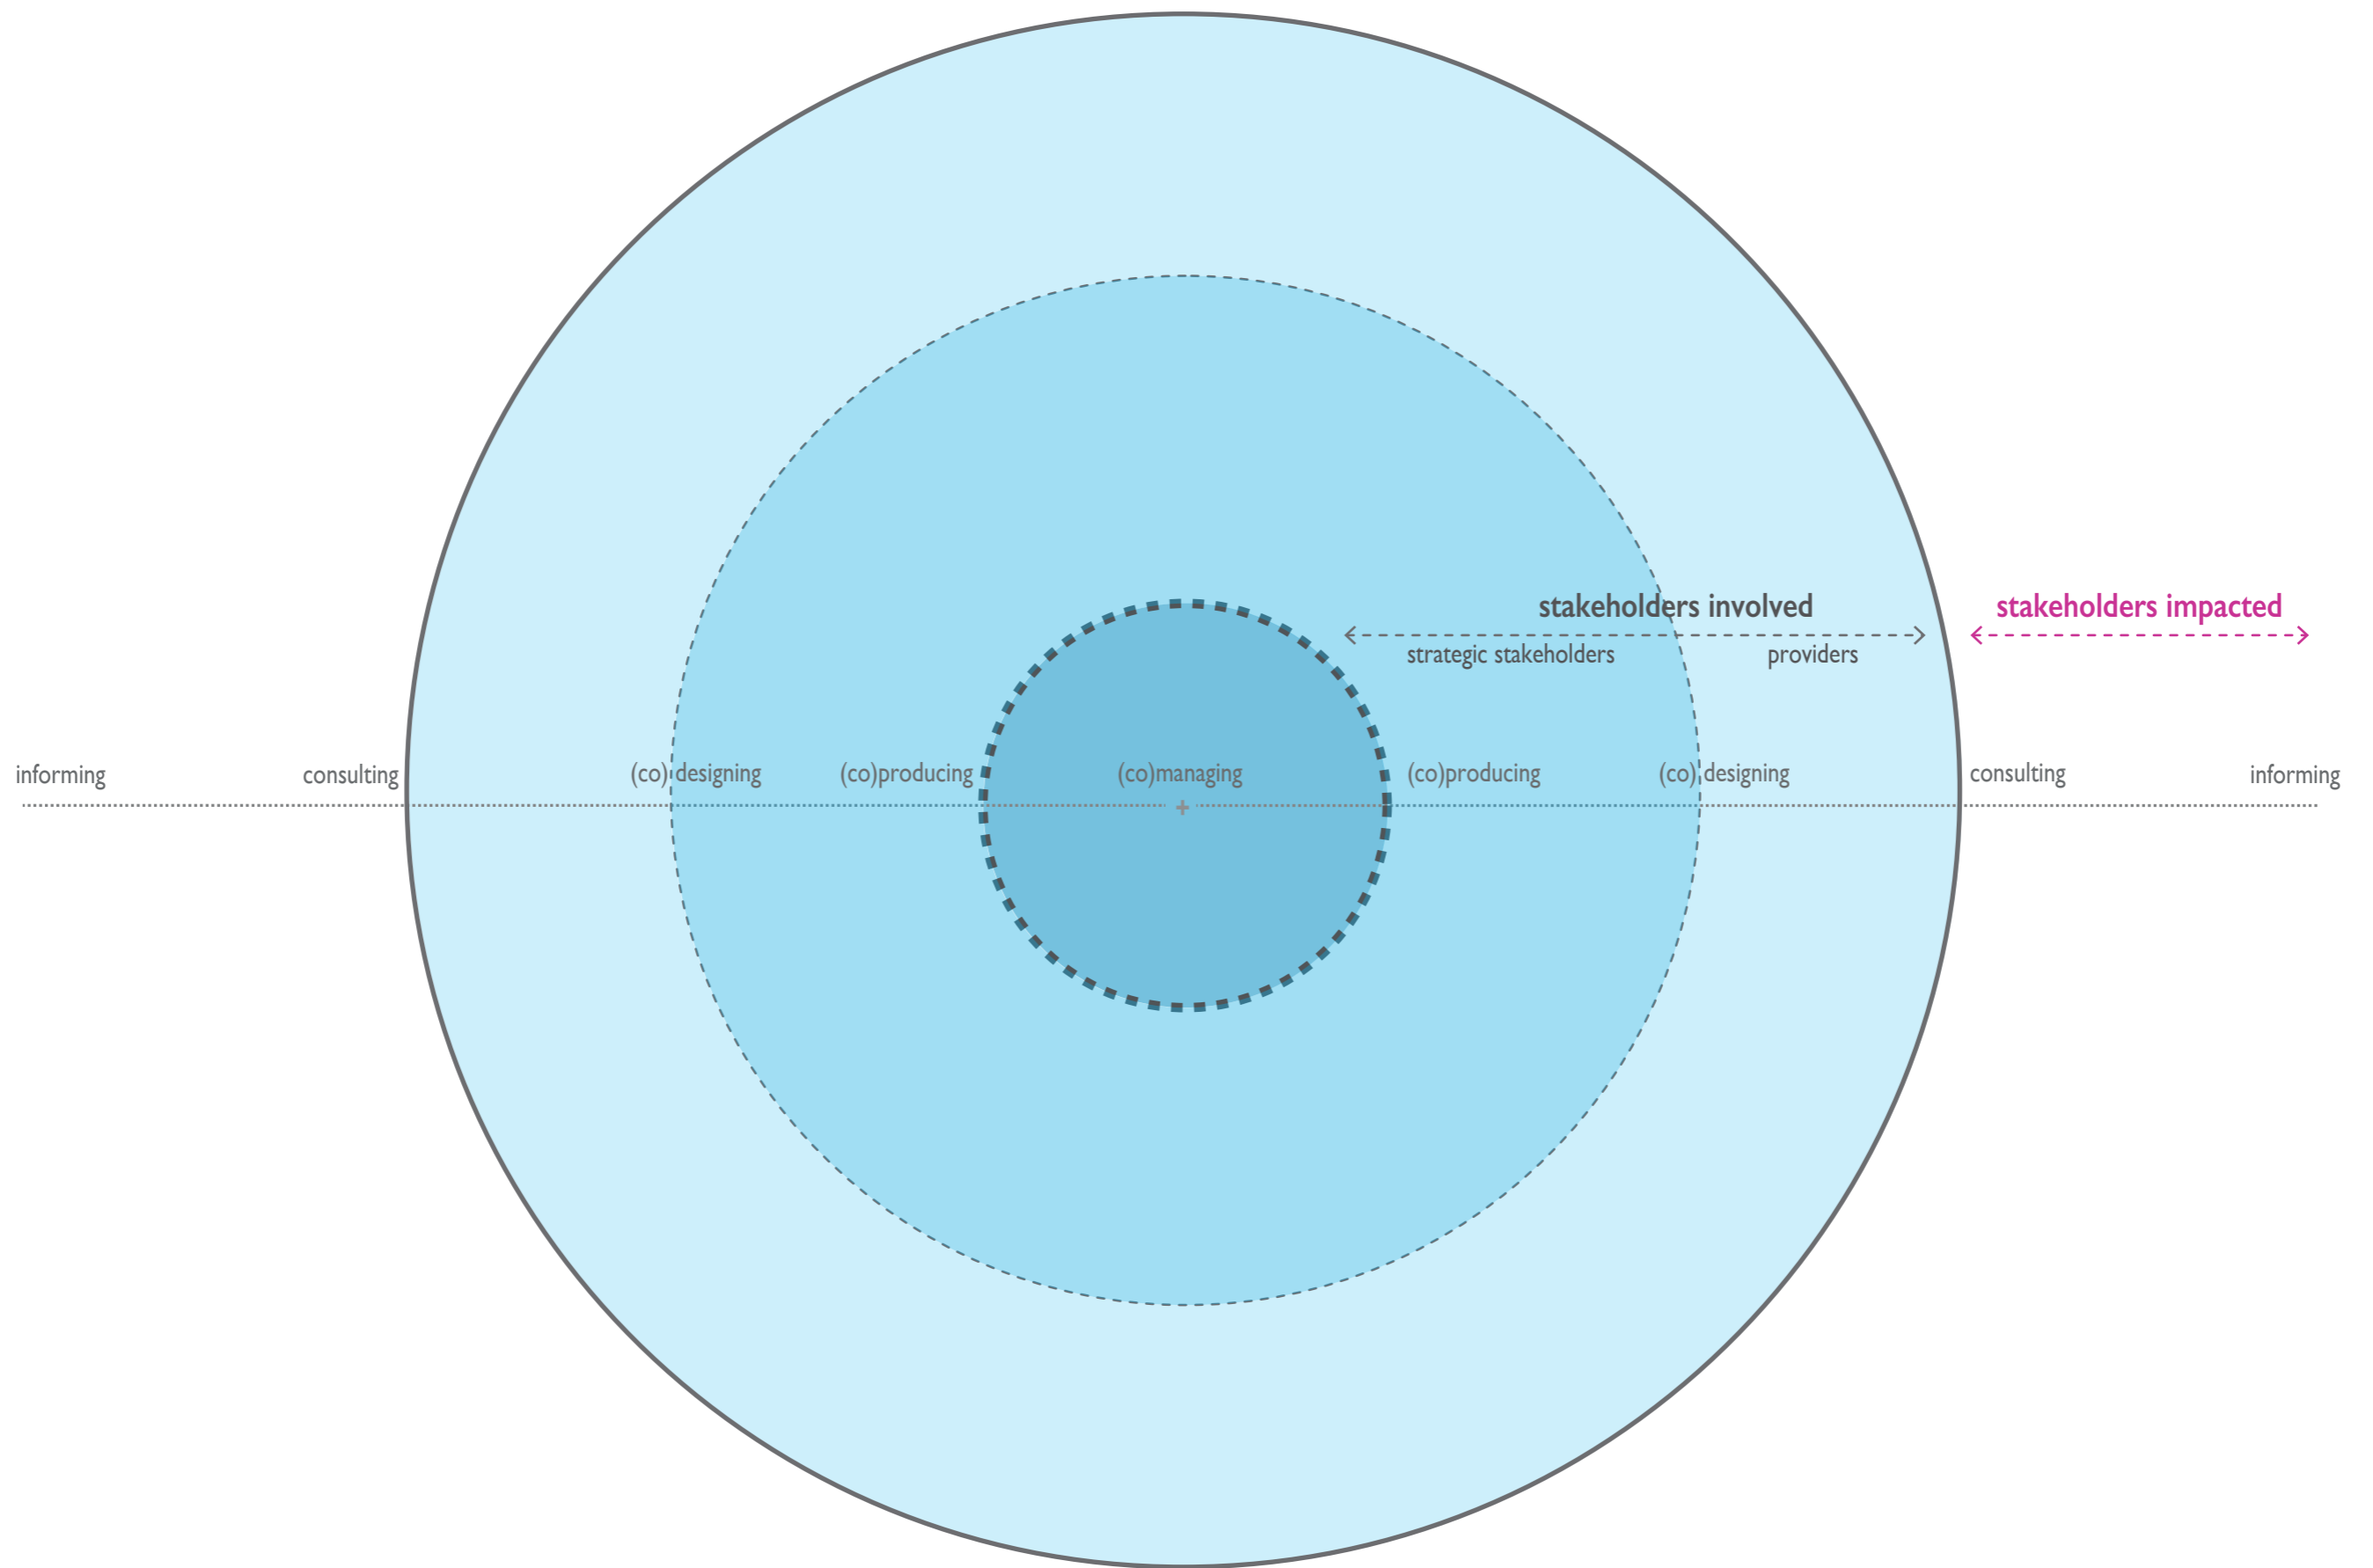 stakeholders involved
stakeholders impacted
strategic stakeholders
providers
informing
consulting
(co) designing
(co)producing
(co)managing
(co)producing
(co) designing
consulting
informing